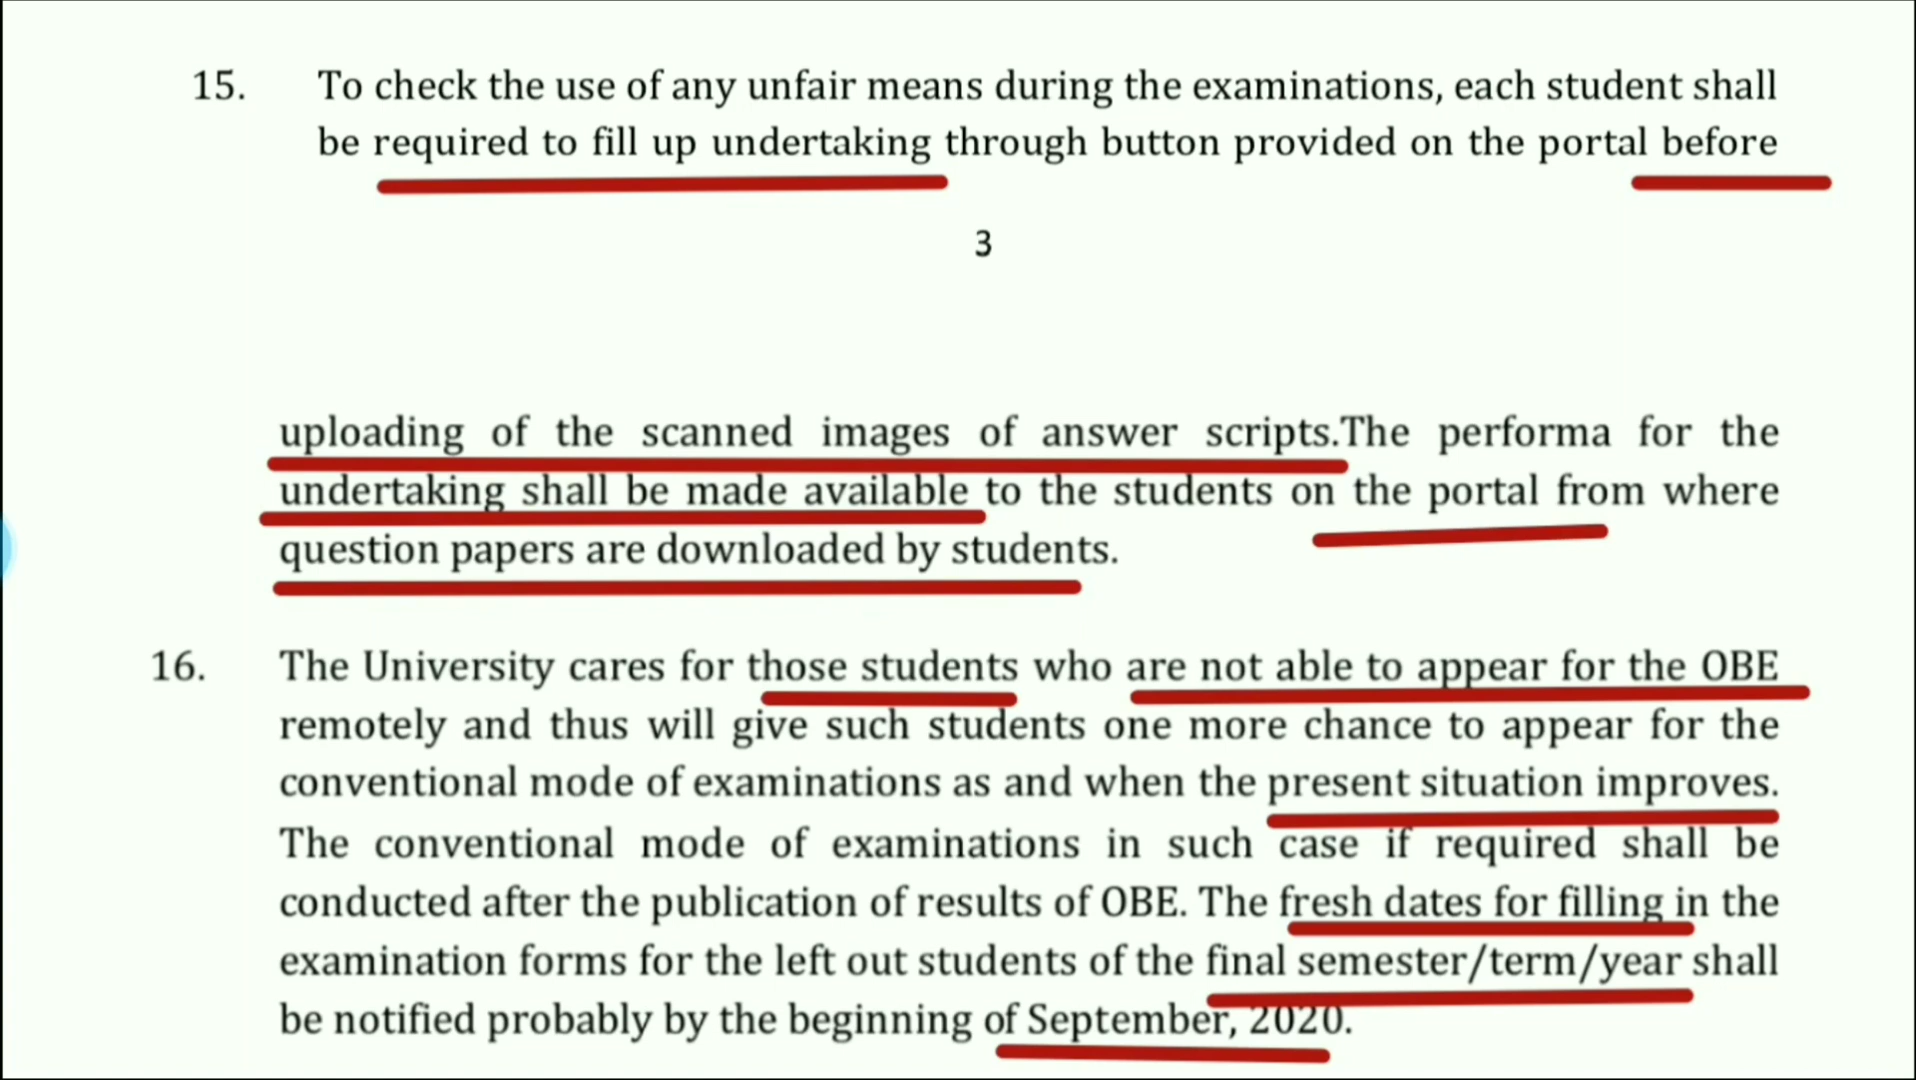 15. To check the use of any unfair means during the examinations, each student shall
be required to fill up undertaking through button provided on the portal before
3
uploading of the scanned images of answer scripts.The performa for the
undertaking shall be made available to the students on the portal from where
question papers are downloaded by students.
16. The University cares for those students who are not able to appear for the OBE
remotely and thus will give such students one more chance to appear for the
conventional mode of examinations as and when the present situation improves.
The conventional mode of examinations in such case if required shall be
conducted after the publication of results of OBE. The fresh dates for filling in the
examination forms for the left out students of the final semester/term/year shall
be notified probably by the beginning of September, 2020.